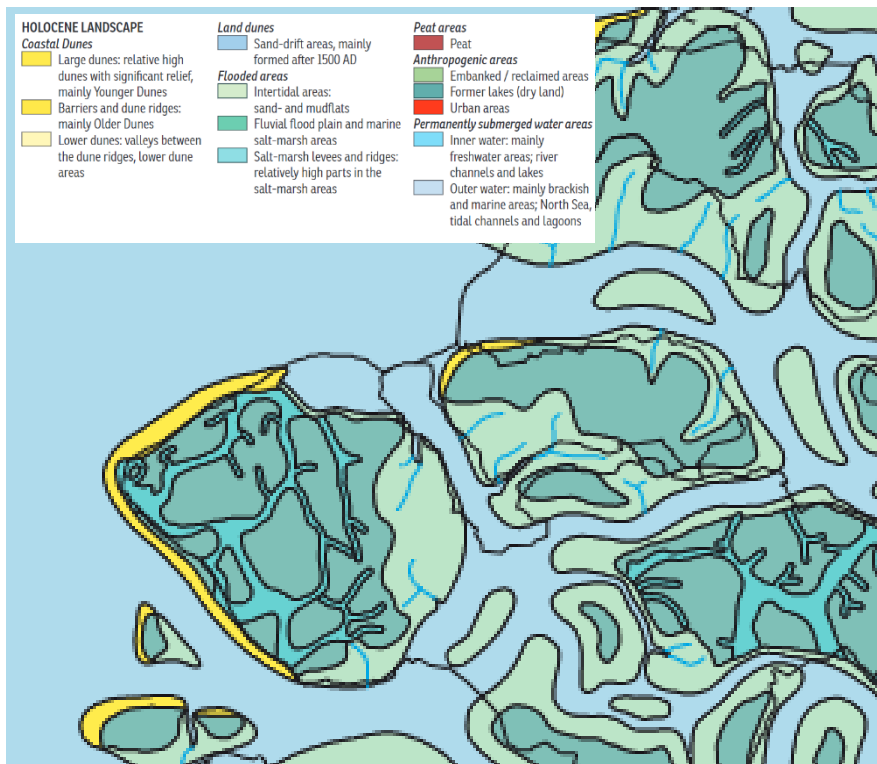 HOLOCENE LANDSCAPE
Coastal Dunes
Large dunes: relative high
dunes with significant relief,
mainly Younger Dunes
Barriers and dune ridges:
mainly Older Dunes
Lower dunes: valleys between
the dune ridges, lower dune
areas
Land dunes
Sand-drift areas, mainly
formed after 1500 AD
Flooded areas
Intertidal areas:
sand- and mudflats
Fluvial flood plain and marine
salt-marsh areas
Salt-marsh levees and ridges:
relatively high parts in the
salt-marsh areas
Peat areas
Peat
Anthropogenic areas
Embanked / reclaimed areas
Former lakes (dry land)
Urban areas
Permanently submerged water areas
Inner water: mainly
freshwater areas; river
channels and lakes
Outer water: mainly brackish
and marine areas; North Sea,
tidal channels and lagoons